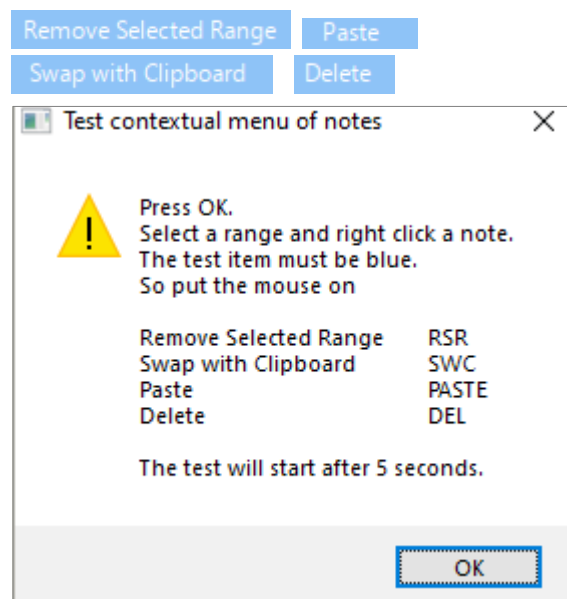 Remove Selected Range Paste
Swap with Clipboard Delete
Test contextual menu of notes
Press OK.
Select a range and right click a note.
The test item must be blue.
So put the mouse on
Remove Selected Range RSR
Swap with Clipboard SWC
Paste PASTE
Delete DEL
The test will start after 5 seconds.
OK